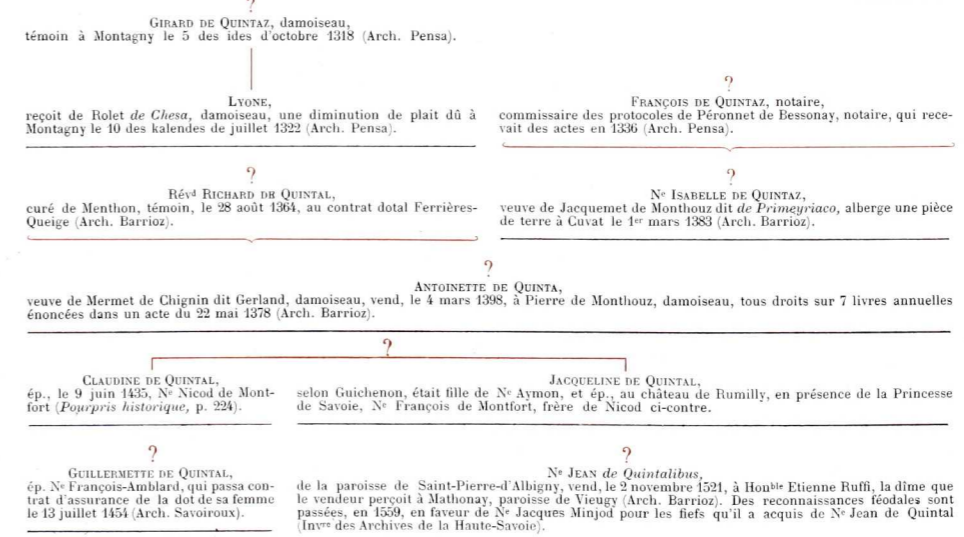 ?
GIRARD DE QUINTAZ, damoiseau,
témoin à Montagny le 5 des ides d'octobre 1318 (Arch. Pensa).
LYONE,
reçoit de Rolet de Chesa, damoiseau, une diminution de plait dû à
Montagny le 10 des kalendes de juillet 1322 (Arch. Pensa).
?
FRANÇOIS DE QUINTAZ, notaire,
commissaire des protocoles de Péronnet de Bessonay, notaire, qui rece-
vait des actes en 1336 (Arch. Pensa).
?
Révd RICHARD DE QUINTAL,
curé de Menthon, témoin, le 28 août 1364, au contrat dotal Ferrières-
Queige (Arch. Barrioz).
?
Ne ISABELLE DE QUINTAZ,
veuve de Jacquemet de Monthouz dit de Primeyriaco, alberge une pièce
de terre à Cuvat le 1er mars 1383 (Arch. Barrioz).
?
ANTOINETTE DE QUINTA,
veuve de Mermet de Chignin dit Gerland, damoiseau, vend, le 4 mars 1398, à Pierre de Monthouz, damoiseau, tous droits sur 7 livres annuelles
énoncées dans un acte du 22 mai 1378 (Arch. Barrioz).
?
CLAUDINE DE QUINTAL,
ép., le 9 juin 1435, Ne Nicod de Mont-
fort (Pourpris historique, p. 224).
JACQUELINE DE QUINTAL,
selon Guichenon, était fille de Ne Aymon, et ép., au château de Rumilly, en présence de la Princesse
de Savoie, Ne François de Montfort, frère de Nicod ci-contre.
?
GUILLERMETTE DE QUINTAL,
ép. Ne François-Amblard, qui passa con-
trat d'assurance de la dot de sa femme
le 13 juillet 1454 (Arch. Savoiroux).
?
Ne JEAN de Quintalibus,
de la paroisse de Saint-Pierre-d'Albigny, vend, le 2 novembre 1521, à Honble Etienne Ruffi, la dîme que
le vendeur perçoit à Mathonay, paroisse de Vieugy (Arch. Barrioz). Des reconnaissances féodales sont
passées, en 1559, en faveur de Ne Jacques Minjod pour les fiefs qu'il a acquis de Ne Jean de Quintal
(Invre des Archives de la Haute-Savoie).